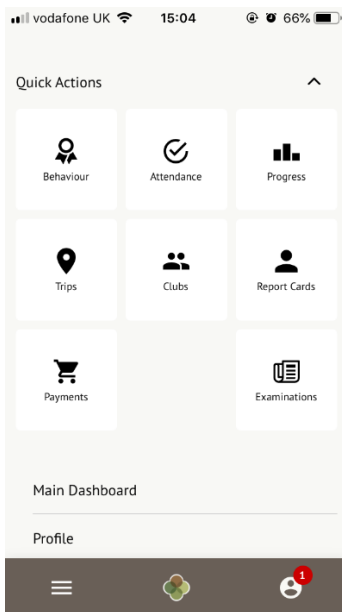 vodafone UK 15:04 66%
Quick Actions
Behaviour Attendance Progress
Trips Clubs Report Cards
Payments Examinations
Main Dashboard
Profile
1